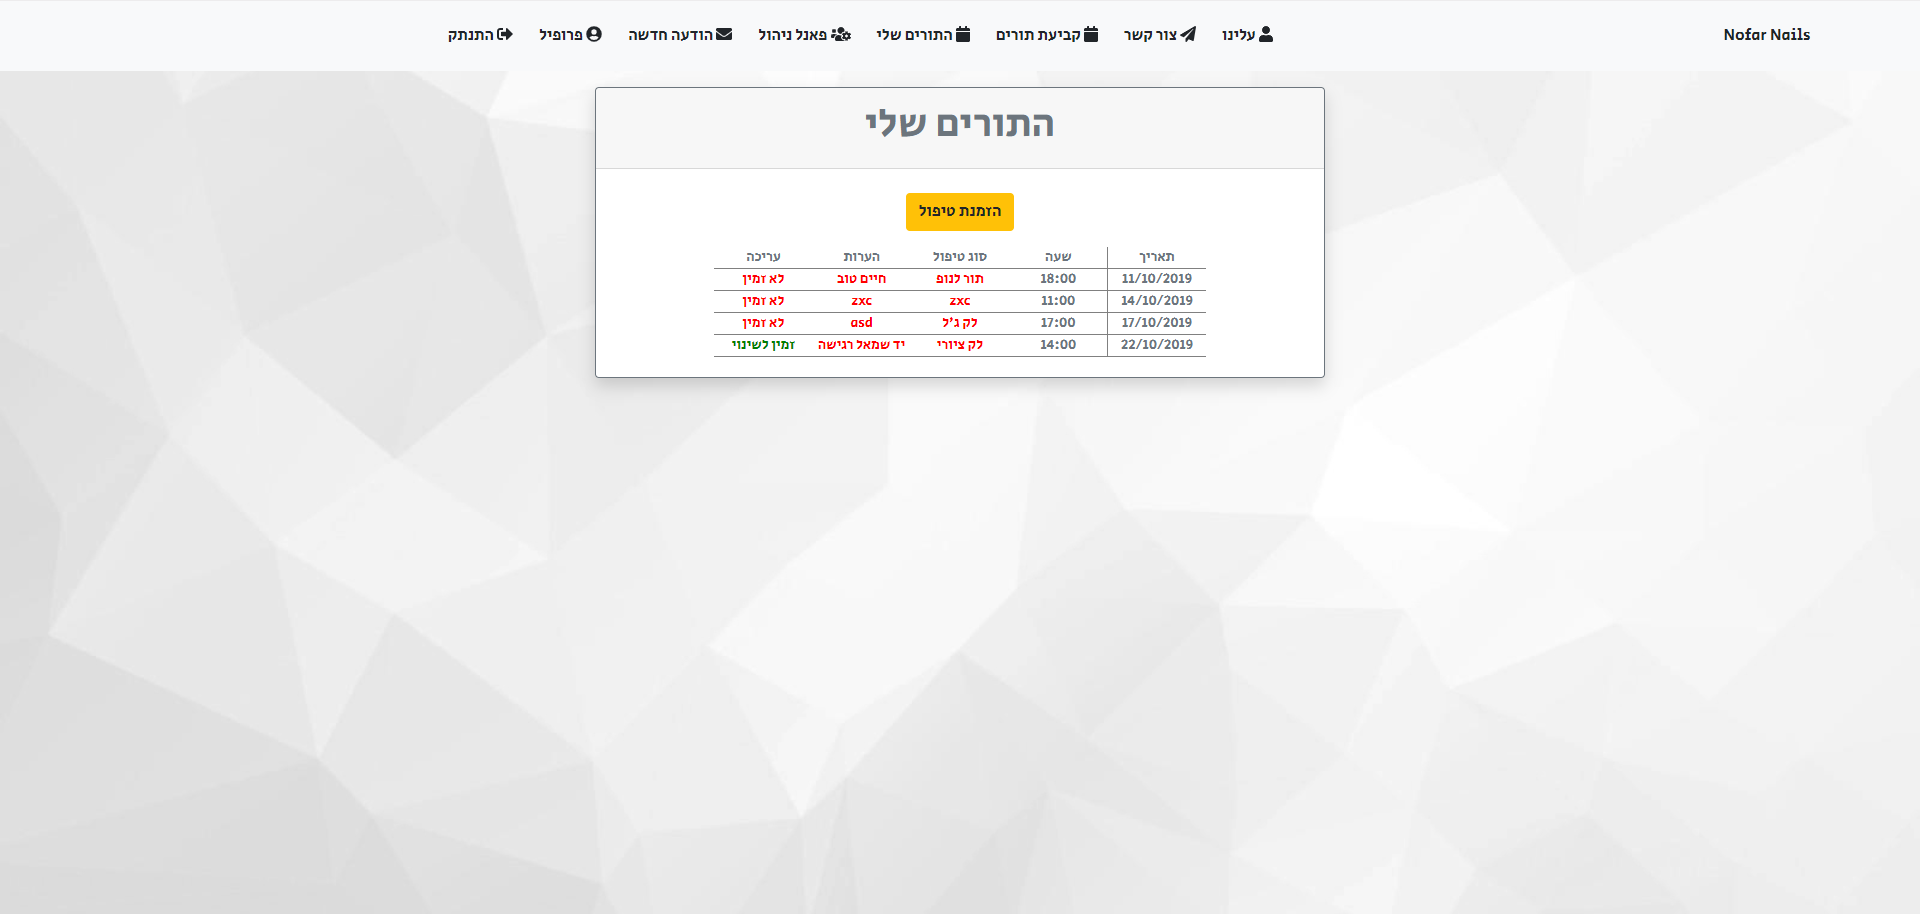 Nofar Nails
עלינו
צור קשר
קביעת תורים
התורים שלי
פאנל ניהול
הודעה חדשה
פרופיל
התנתק
התורים שלי
הזמנת טיפול
תאריך שעה סוג טיפול הערות עריכה
11/10/2019 18:00 תור לנופ חיים טוב לא זמין
14/10/2019 11:00 zxc zxc לא זמין
17/10/2019 17:00 לק ג'ל asd לא זמין
22/10/2019 14:00 לק ציורי יד שמאל רגישה זמין לשינוי